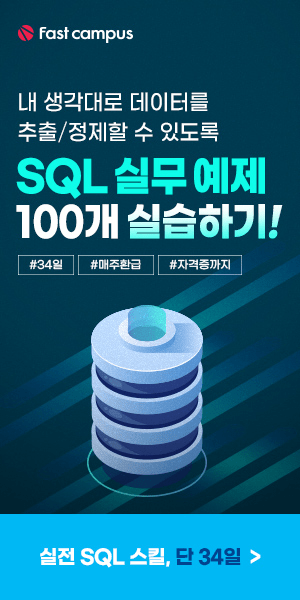 Fast campus
내 생각대로 데이터를
추출/정제할 수 있도록
SQL 실무 예제
100개 실습하기!
#34일 #매주환급 #자격증까지
실전 SQL 스킬, 단 34일 >